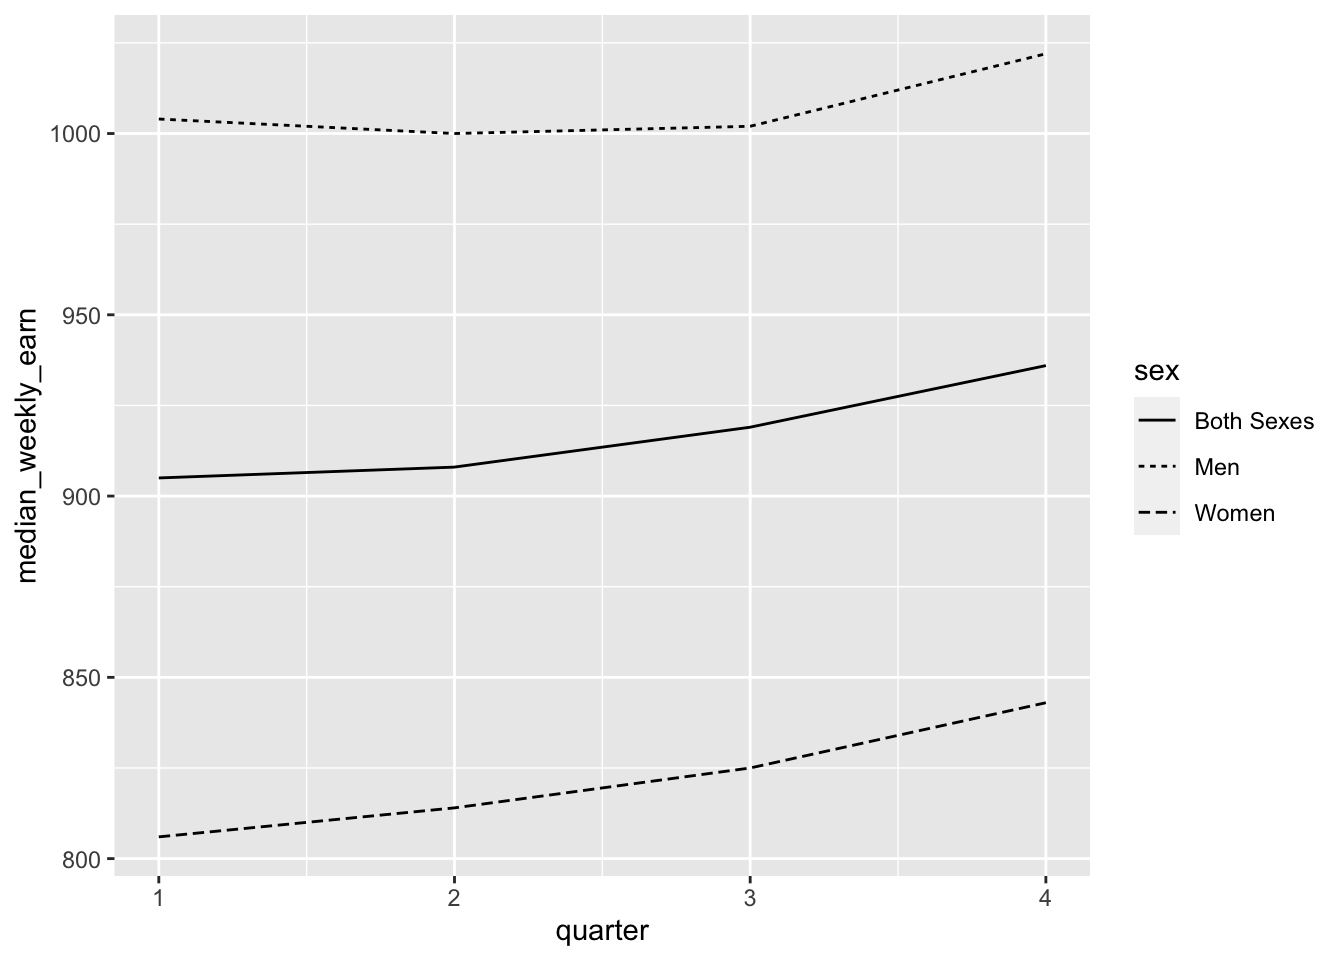 median_weekly_earn
1000
950
900
850
800
1 2 3 4
quarter
sex
Both Sexes
Men
Women